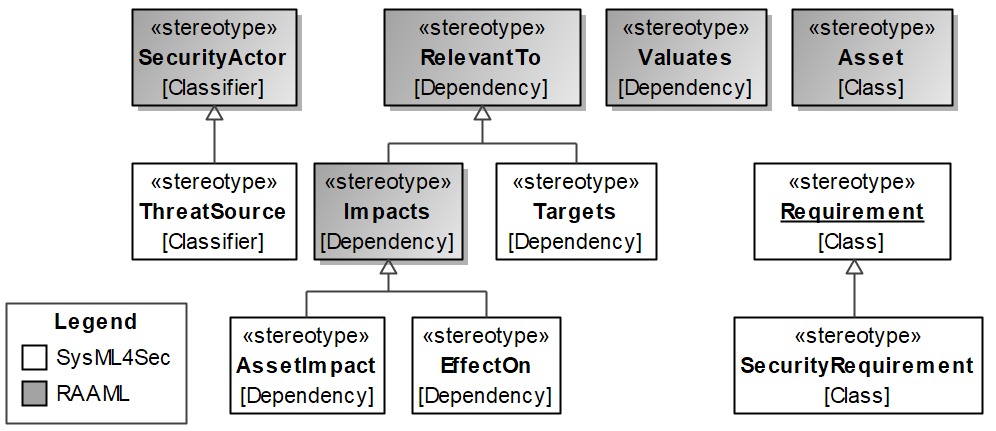 «stereotype»
SecurityActor
[Classifier]
«stereotype»
RelevantTo
[Dependency]
«stereotype»
Valuates
[Dependency]
«stereotype»
Asset
[Class]
«stereotype»
ThreatSource
[Classifier]
«stereotype»
Impacts
[Dependency]
«stereotype»
Targets
[Dependency]
«stereotype»
Requirement
[Class]
Legend
SysML4Sec
RAAML
«stereotype»
AssetImpact
[Dependency]
«stereotype»
EffectOn
[Dependency]
«stereotype»
SecurityRequirement
[Class]